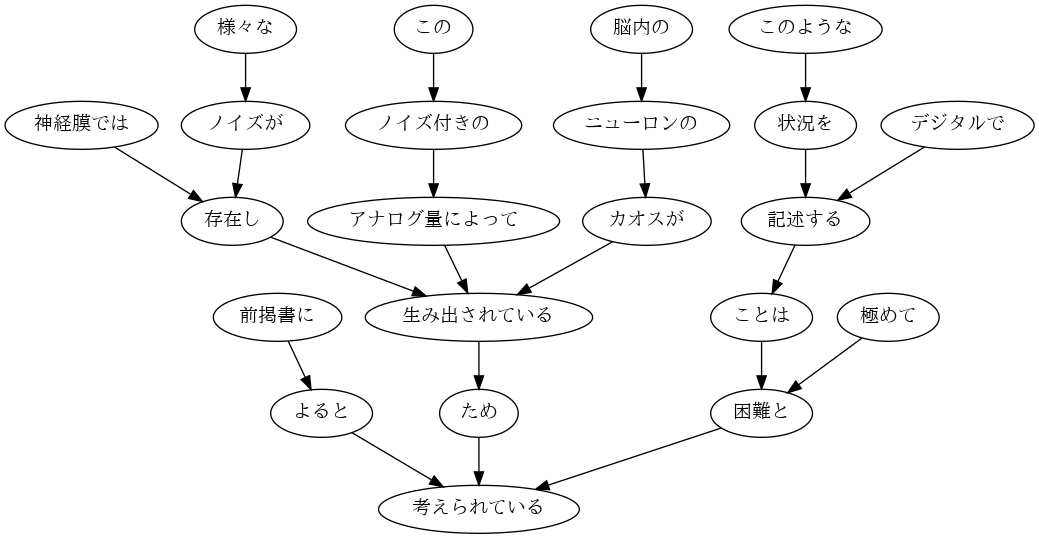 様々な
この
脳内の
このような
神経膜では
ノイズが
ノイズ付きの
ニューロンの
状況を
デジタルで
存在し
アナログ量によって
カオスが
記述する
前掲書に
生み出されている
ことは
極めて
よると
ため
困難と
考えられている